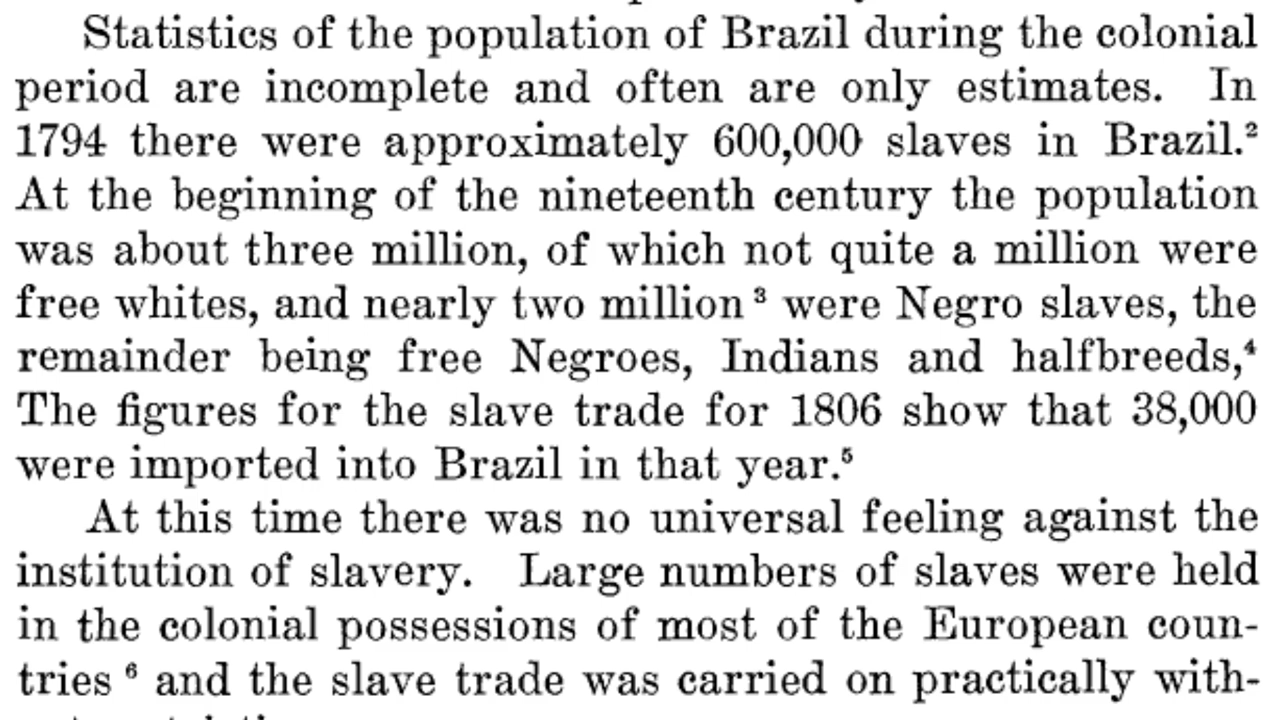 Statistics of the population of Brazil during the colonial
period are incomplete and often are only estimates. In
1794 there were approximately 600,000 slaves in Brazil.²
At the beginning of the nineteenth century the population
was about three million, of which not quite a million were
free whites, and nearly two million ³ were Negro slaves, the
remainder being free Negroes, Indians and halfbreeds,⁴
The figures for the slave trade for 1806 show that 38,000
were imported into Brazil in that year.⁵
At this time there was no universal feeling against the
institution of slavery. Large numbers of slaves were held
in the colonial possessions of most of the European coun-
tries ⁶ and the slave trade was carried on practically with-